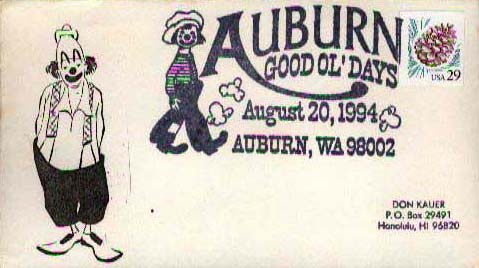 AUBURN
GOOD OL' DAYS
August 20, 1994
AUBURN, WA 98002
USA 29
DON KAUER
P.O. Box 29491
Honolulu, HI 96820